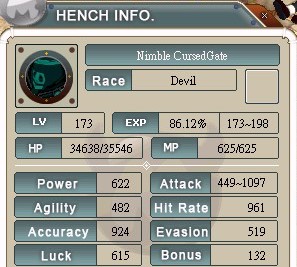 HENCH INFO.
Nimble CursedGate
Race Devil
LV 173 EXP 86.12% 173~198
HP 34638/35546 MP 625/625
Power 622 Attack 449~1097
Agility 482 Hit Rate 961
Accuracy 924 Evasion 519
Luck 615 Bonus 132